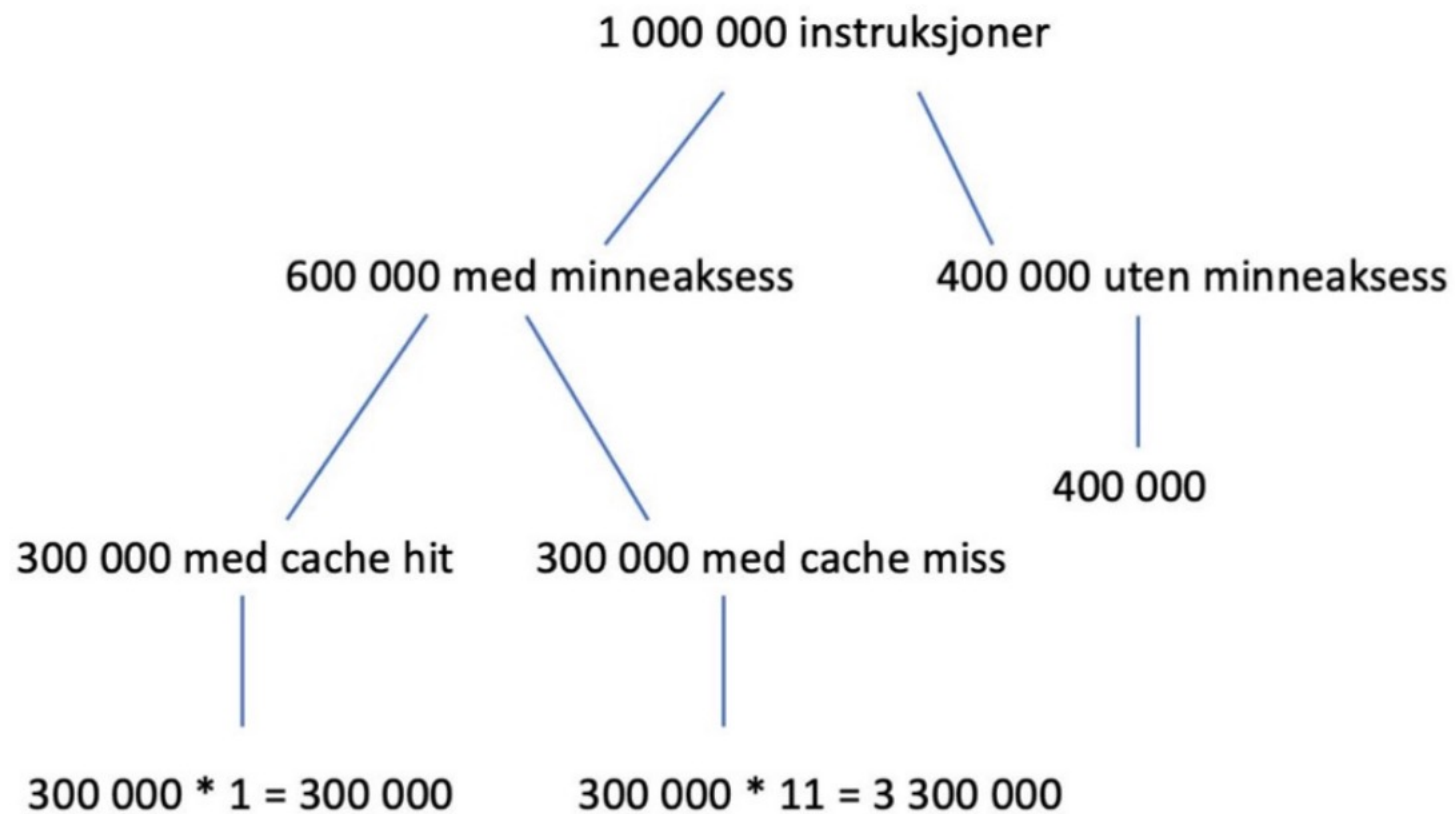 1 000 000 instruksjoner
600 000 med minneaksess
400 000 uten minneaksess
400 000
300 000 med cache hit
300 000 med cache miss
300 000 * 1 = 300 000
300 000 * 11 = 3 300 000